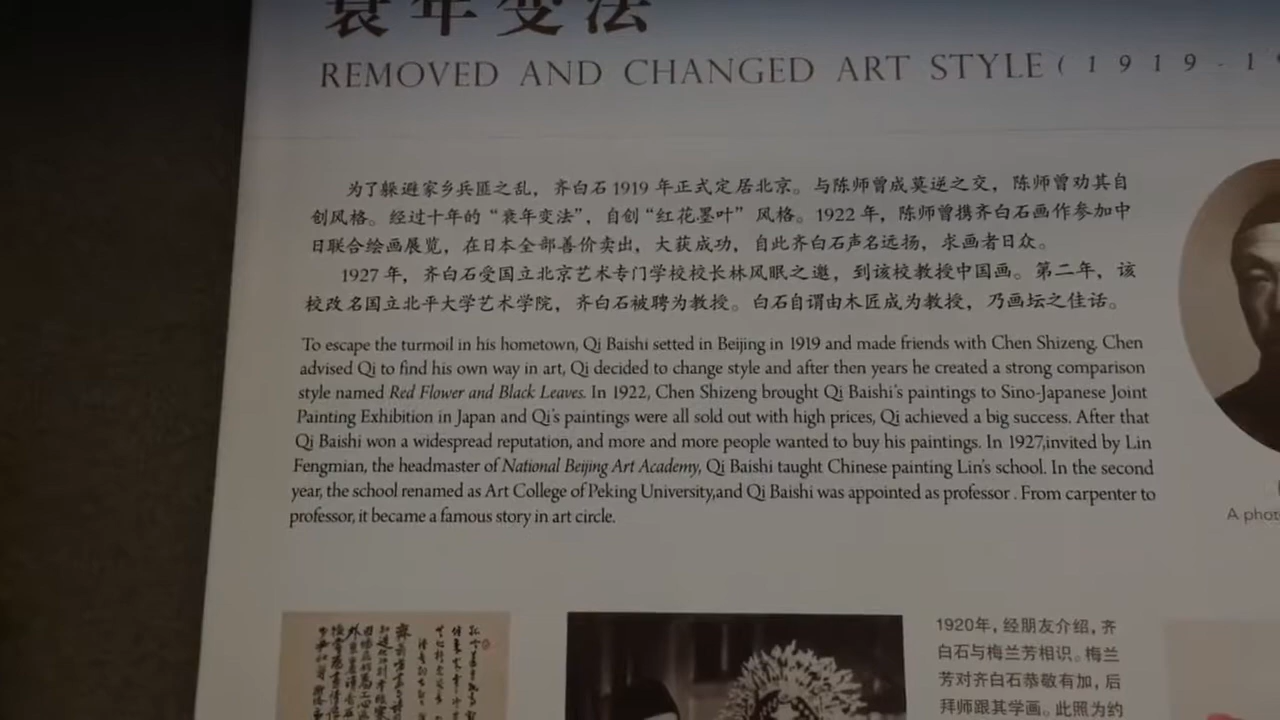 衰年变法
REMOVED AND CHANGED ART STYLE ( 1 9 1 9 - 1
为了躲避家乡兵匪之乱，齐白石1919 年正式定居北京。与陈师曾成莫逆之交，陈师曾劝其自
创风格。经过十年的“衰年变法”，自创“红花墨叶”风格。1922 年，陈师曾携齐白石画作参加中
日联合绘画展览，在日本全部善价卖出，大获成功，自此齐白石声名远扬，求画者日众。
1927 年，齐白石受国立北京艺术专门学校校长林风眠之邀，到该校教授中国画。第二年，该
校改名国立北平大学艺术学院，齐白石被聘为教授。白石自谓由木匠成为教授，乃画坛之佳话。
To escape the turmoil in his hometown, Qi Baishi setted in Beijing in 1919 and made friends with Chen Shizeng. Chen
advised Qi to find his own way in art, Qi decided to change style and after then years he created a strong comparison
style named Red Flower and Black Leaves. In 1922, Chen Shizeng brought Qi Baishi's paintings to Sino-Japanese Joint
Painting Exhibition in Japan and Qi's paintings were all sold out with high prices, Qi achieved a big success. After that
Qi Baishi won a widespread reputation, and more and more people wanted to buy his paintings. In 1927,invited by Lin
Fengmian, the headmaster of National Beijing Art Academy, Qi Baishi taught Chinese painting Lin's school. In the second
year, the school renamed as Art College of Peking University,and Qi Baishi was appointed as professor . From carpenter to
professor, it became a famous story in art circle.
A phot
1920年，经朋友介绍，齐
白石与梅兰芳相识。梅兰
芳对齐白石恭敬有加，后
拜师跟其学画。此照为约